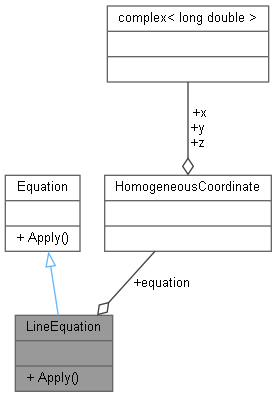 complex< long double >
+x
+y
+z
Equation
+ Apply()
HomogeneousCoordinate
+equation
LineEquation
+ Apply()